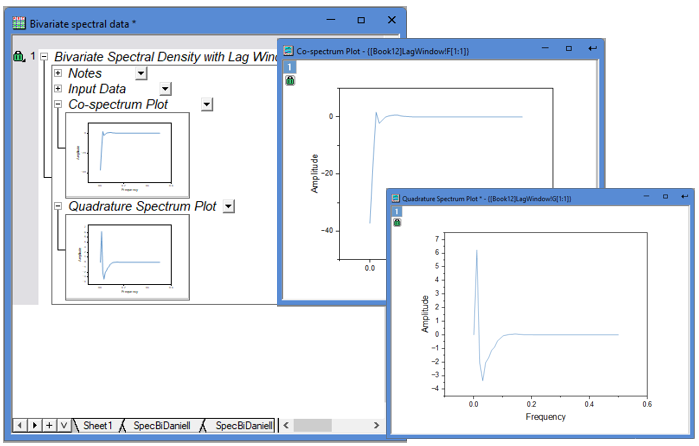 Bivariate spectral data *
1
Bivariate Spectral Density with Lag Win
Notes
Input Data
Co-spectrum Plot
Amplitude
Quadrature Spectrum Plot
Amplitude
Sheet1
SpecBiDaniell
SpecBiDaniell
Co-spectrum Plot - ([Book12]LagWindow!F[1:1])
1
Amplitude
0
−20
−40
0.0
Quadrature Spectrum Plot * - ([Book12]LagWindow!G[1:1])
1
Amplitude
7
6
5
4
3
2
1
0
−1
−2
−3
−4
0.0 0.2 0.4 0.6
Frequency